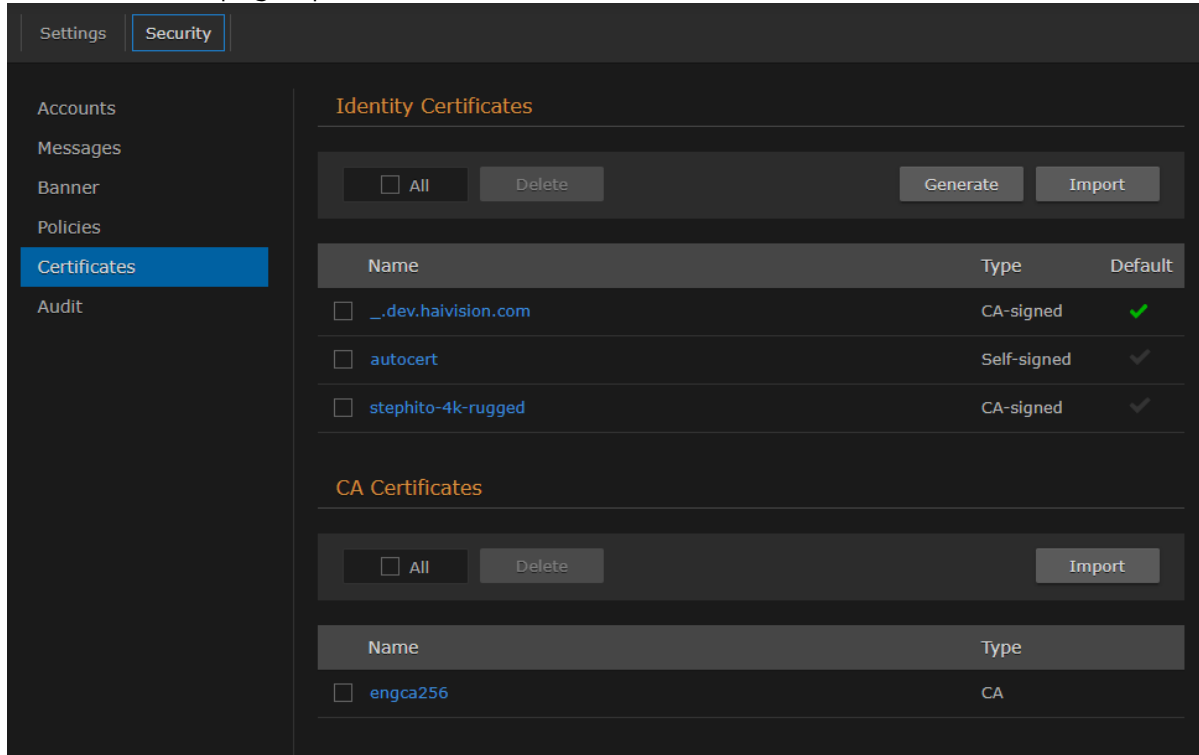 Settings Security
Accounts
Messages
Banner
Policies
Certificates
Audit
Identity Certificates
All Delete Generate Import
Name Type Default
_.dev.haivision.com CA-signed
autocert Self-signed
stephito-4k-rugged CA-signed
CA Certificates
All Delete Import
Name Type
engca256 CA